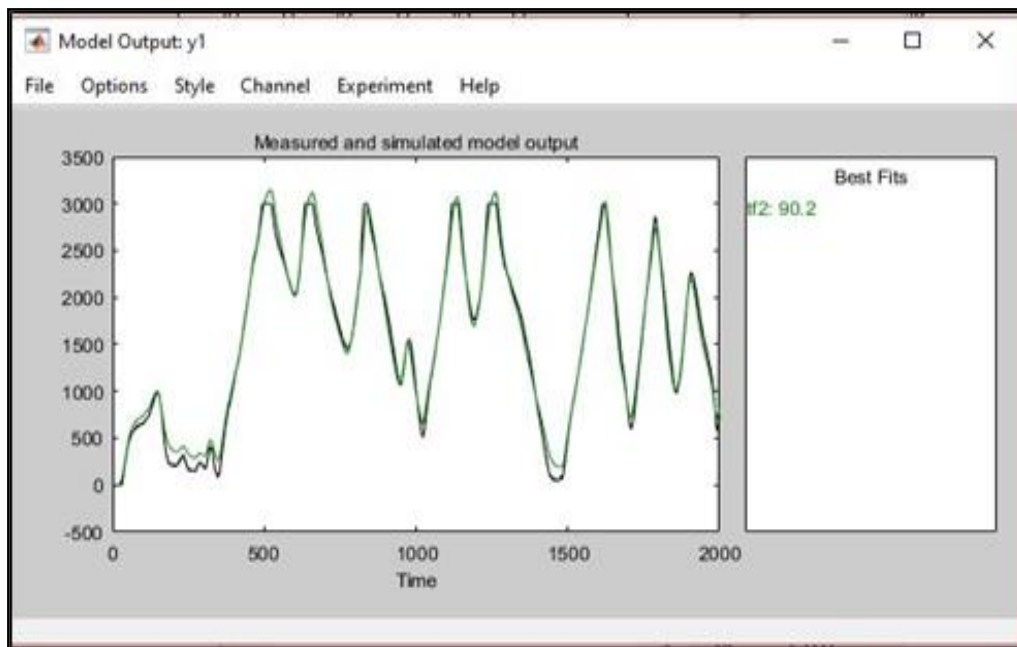 Model Output: y1
File Options Style Channel Experiment Help
Measured and simulated model output
3500
3000
2500
2000
1500
1000
500
0
-500
0 500 1000 1500 2000
Time
Best Fits
tf2: 90.2